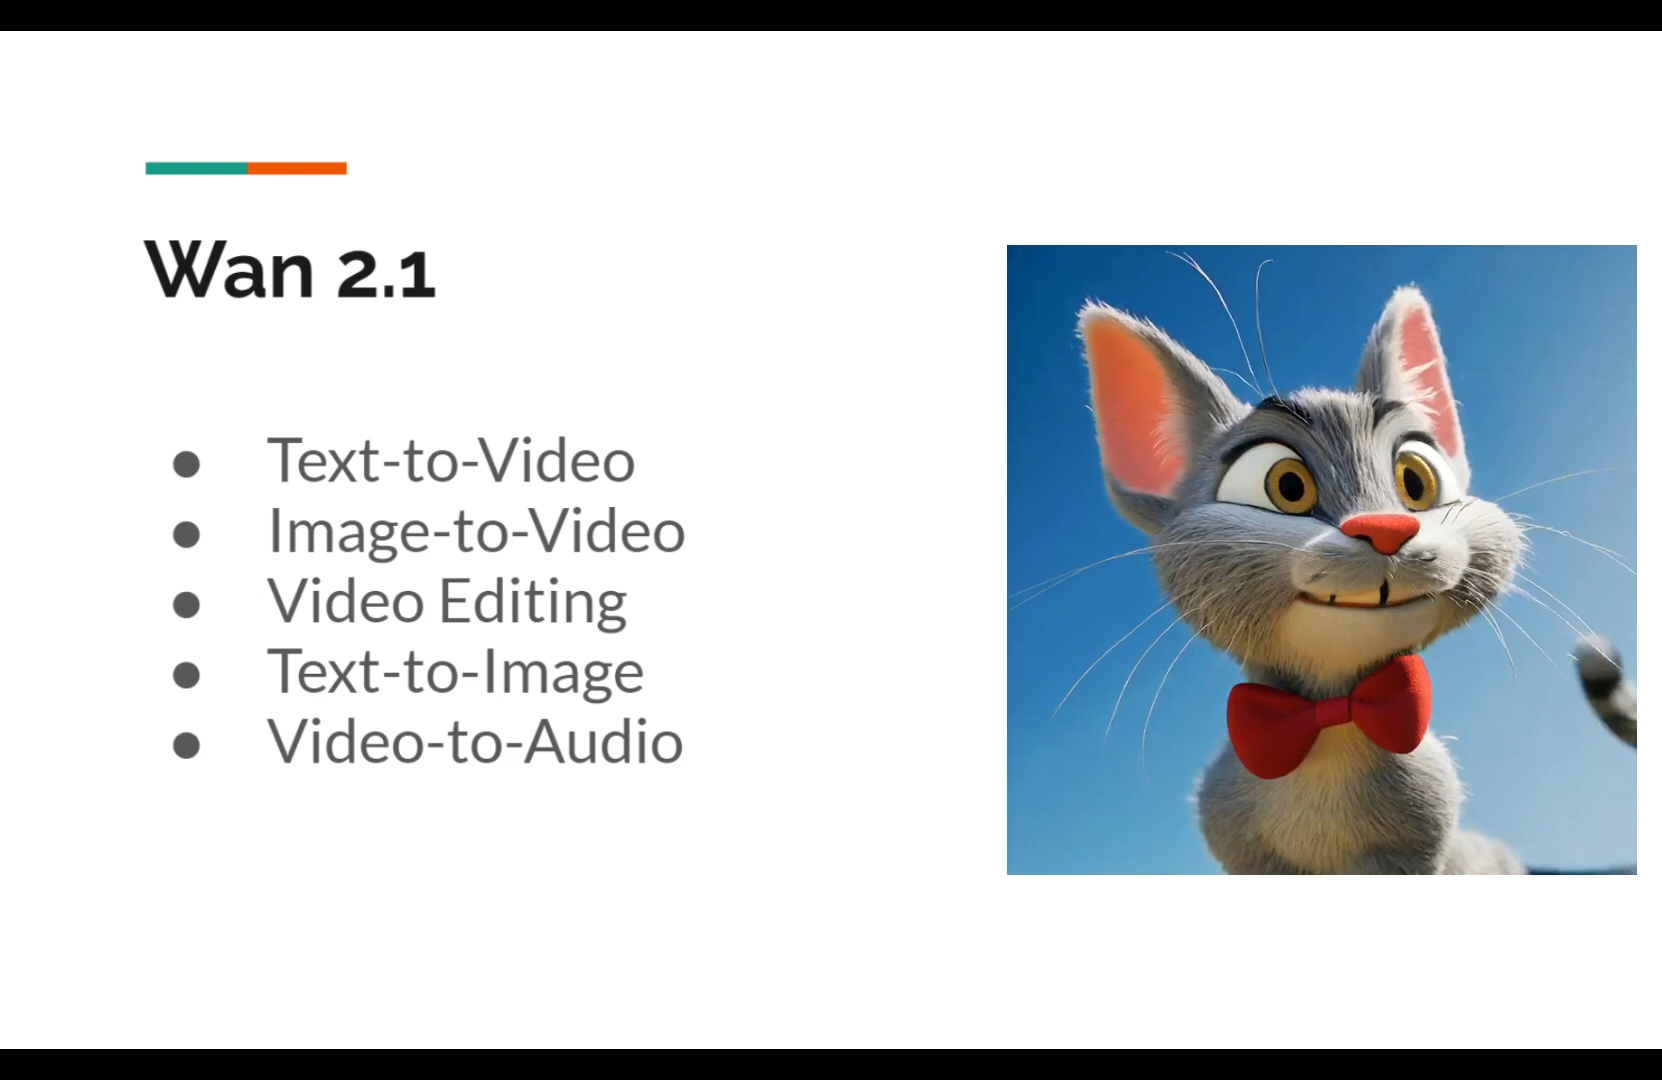 Wan 2.1
● Text-to-Video
● Image-to-Video
● Video Editing
● Text-to-Image
● Video-to-Audio